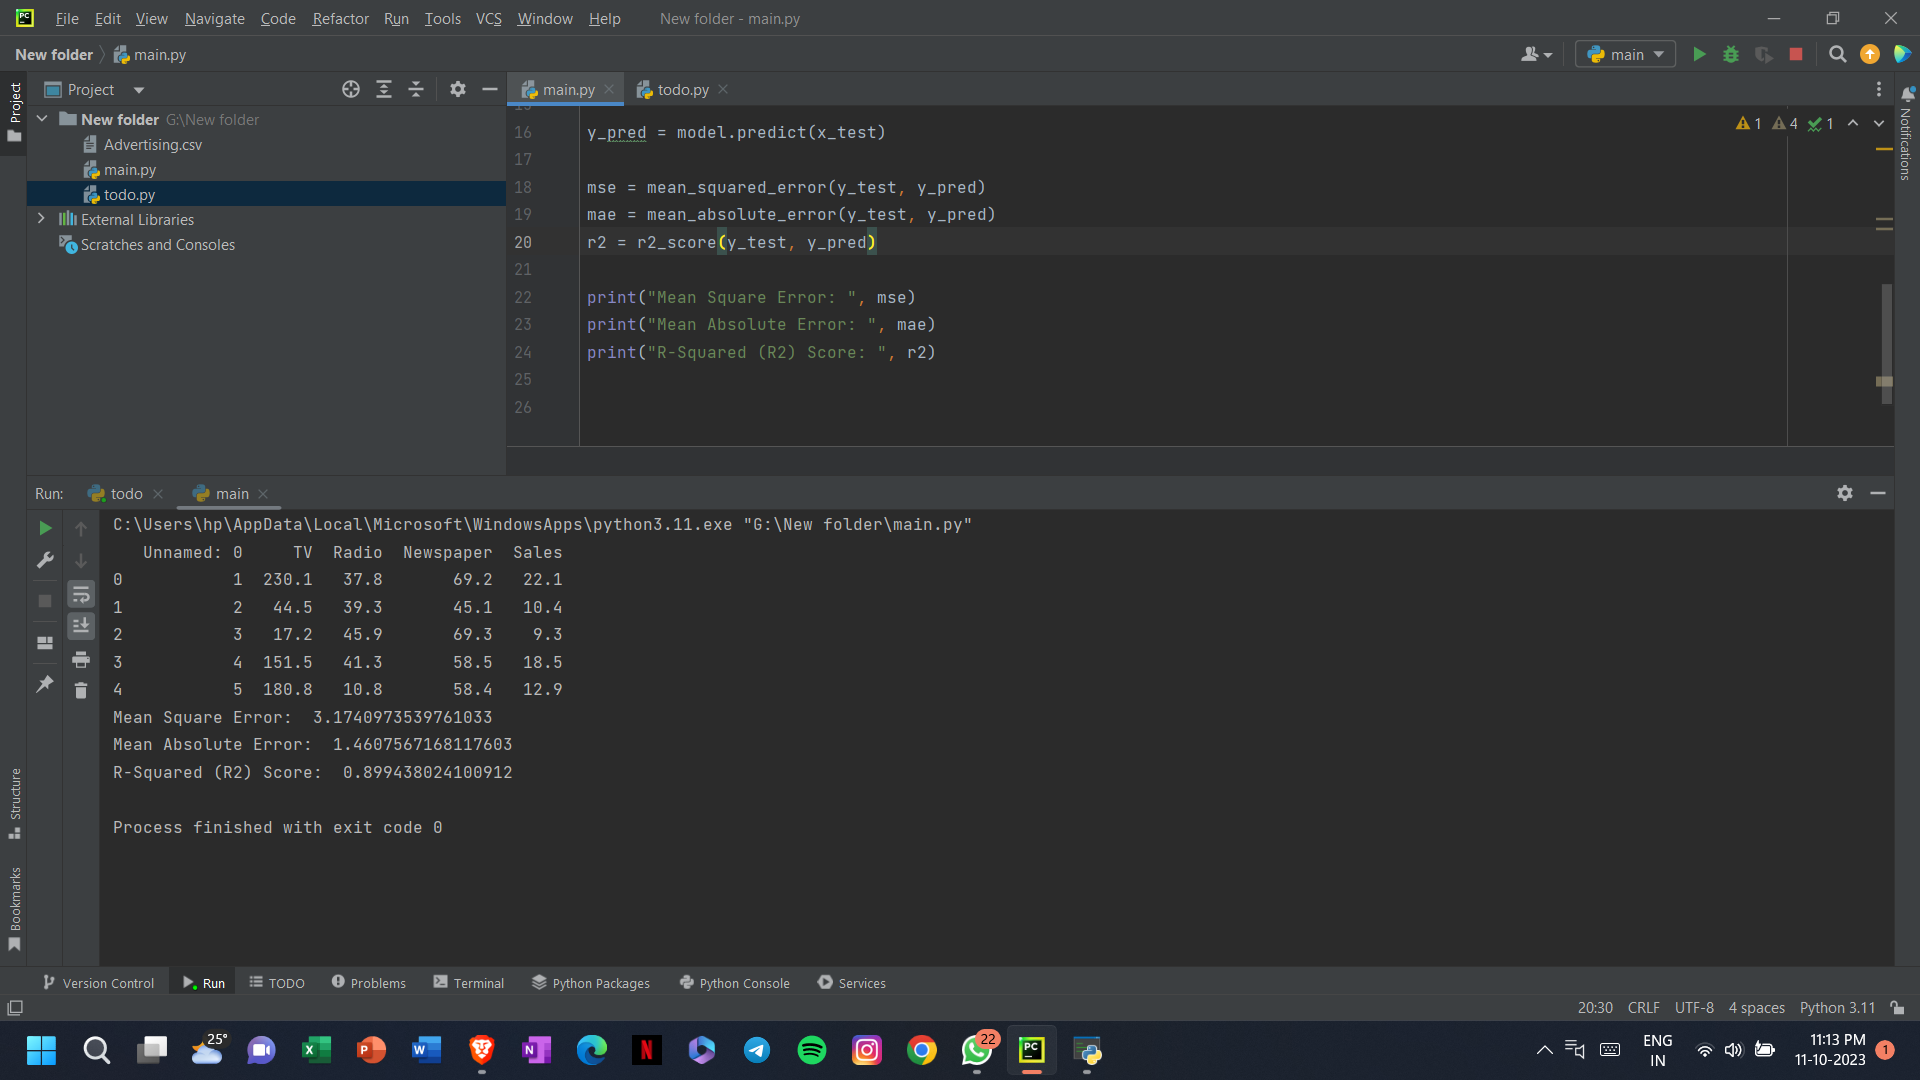 File Edit View Navigate Code Refactor Run Tools VCS Window Help New folder - main.py
New folder main.py main
Project
Project main.py todo.py
New folder G:\New folder
Advertising.csv
main.py
todo.py
External Libraries
Scratches and Consoles
16 y_pred = model.predict(x_test)
17
18 mse = mean_squared_error(y_test, y_pred)
19 mae = mean_absolute_error(y_test, y_pred)
20 r2 = r2_score(y_test, y_pred)
21
22 print("Mean Square Error: ", mse)
23 print("Mean Absolute Error: ", mae)
24 print("R-Squared (R2) Score: ", r2)
25
26
1 4 1
Notifications
Run: todo main
C:\Users\hp\AppData\Local\Microsoft\WindowsApps\python3.11.exe "G:\New folder\main.py"
Unnamed: 0 TV Radio Newspaper Sales
0 1 230.1 37.8 69.2 22.1
1 2 44.5 39.3 45.1 10.4
2 3 17.2 45.9 69.3 9.3
3 4 151.5 41.3 58.5 18.5
4 5 180.8 10.8 58.4 12.9
Mean Square Error:  3.1740973539761033
Mean Absolute Error:  1.4607567168117603
R-Squared (R2) Score:  0.899438024100912
Process finished with exit code 0
Structure
Bookmarks
Version Control Run TODO Problems Terminal Python Packages Python Console Services
20:30 CRLF UTF-8 4 spaces Python 3.11
25°
22
ENG
IN
11:13 PM
11-10-2023
1